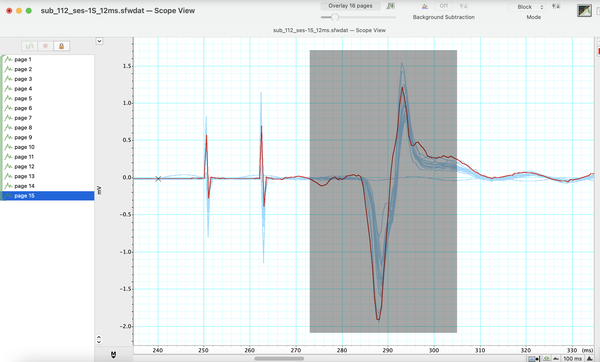 sub_112_ses-1S_12ms.sfwdat — Scope View
Overlay 16 pages
Off
Block
Background Subtraction
Mode
sub_112_ses-1S_12ms.sfwdat — Scope View
page 1
page 2
page 3
page 4
page 5
page 6
page 7
page 8
page 9
page 10
page 11
page 12
page 13
page 14
page 15
1.5
1.0
0.5
0.0
mV
-0.5
-1.0
-1.5
-2.0
240 250 260 270 280 290 300 310 320 330 (ms)
100 ms